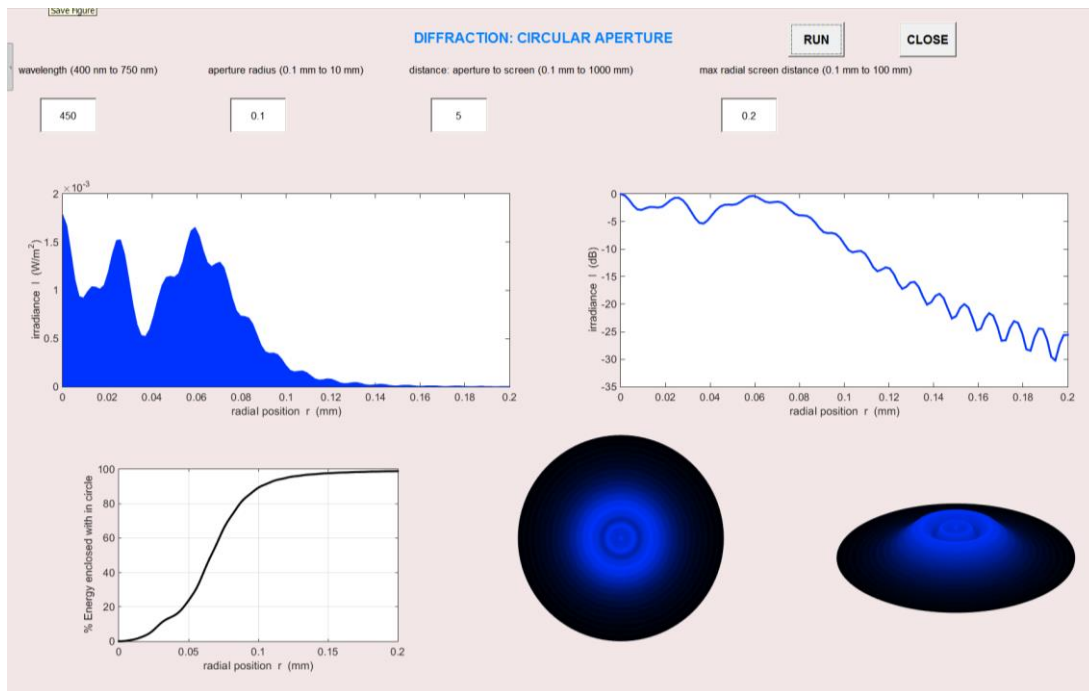 Save Figure
DIFFRACTION: CIRCULAR APERTURE
RUN
CLOSE
wavelength (400 nm to 750 nm)
aperture radius (0.1 mm to 10 mm)
distance: aperture to screen (0.1 mm to 1000 mm)
max radial screen distance (0.1 mm to 100 mm)
450
0.1
5
0.2
×10⁻³
2
1.5
1
0.5
0
irradiance I (W/m²)
0 0.02 0.04 0.06 0.08 0.1 0.12 0.14 0.16 0.18 0.2
radial position r (mm)
0
-5
-10
-15
-20
-25
-30
-35
irradiance I (dB)
0 0.02 0.04 0.06 0.08 0.1 0.12 0.14 0.16 0.18 0.2
radial position r (mm)
100
80
60
40
20
0
% Energy enclosed with in circle
0 0.05 0.1 0.15 0.2
radial position r (mm)